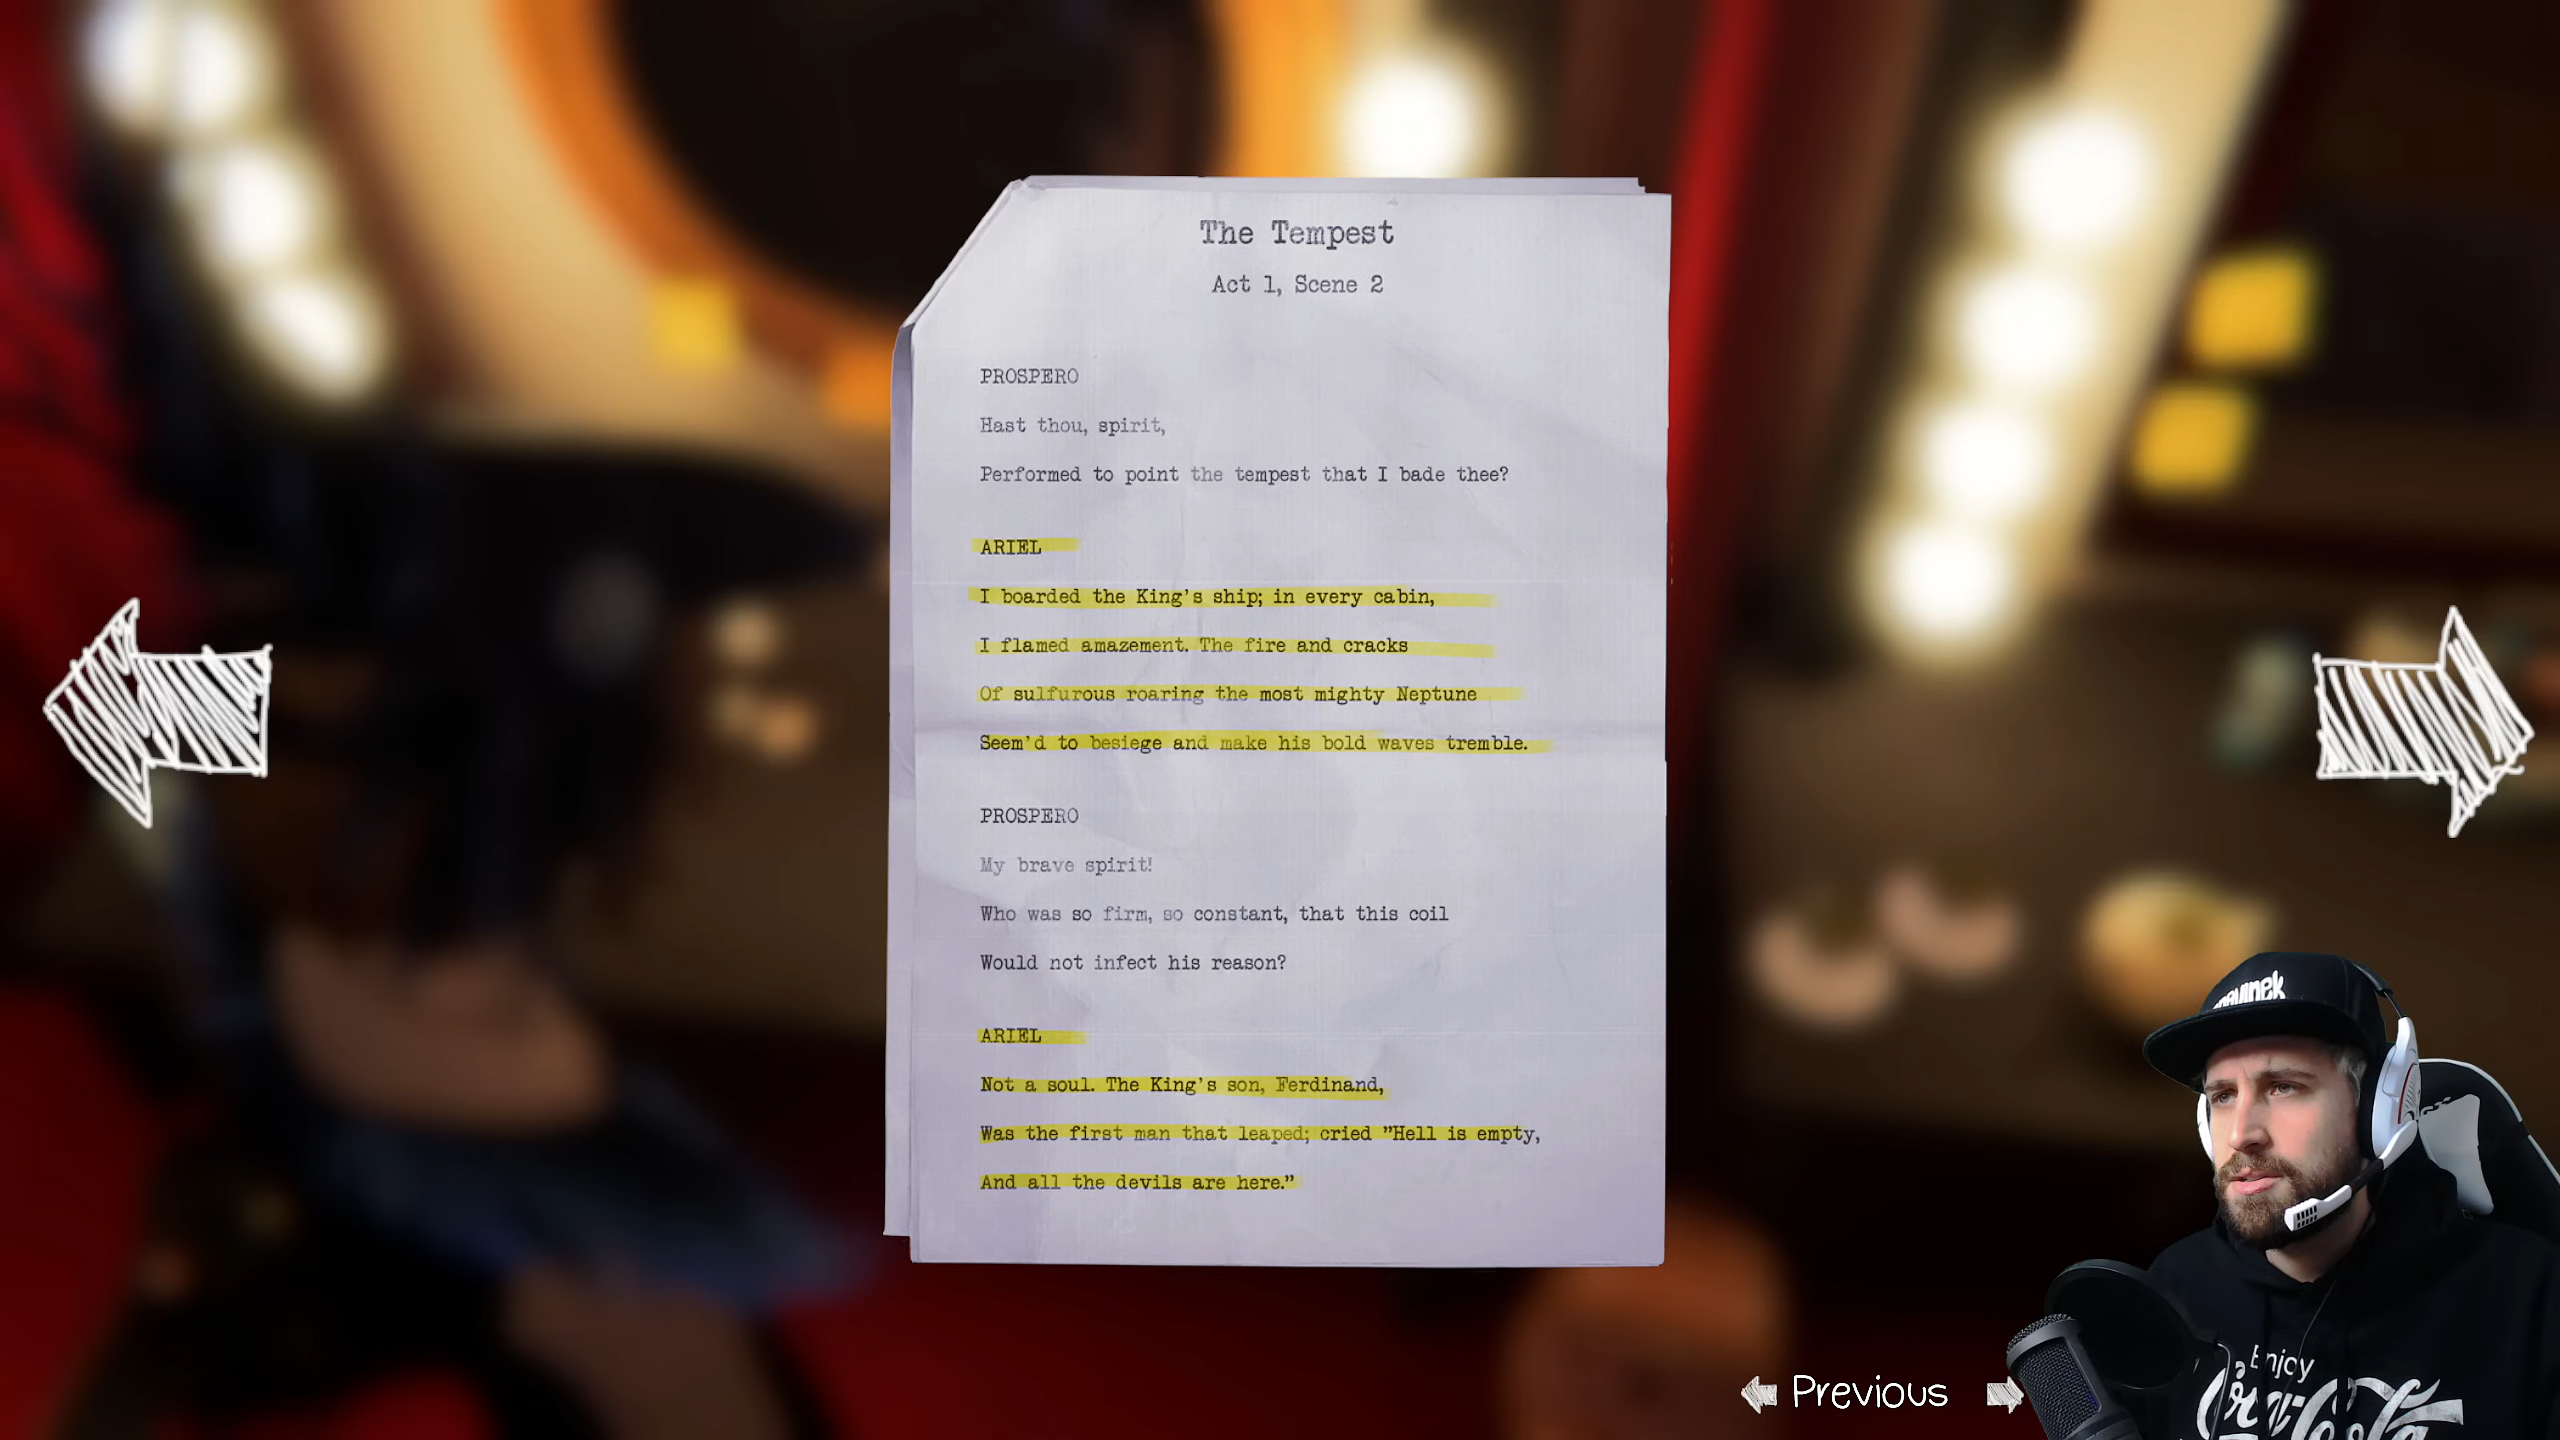 The Tempest
Act 1, Scene 2
PROSPERO
Hast thou, spirit,
Performed to point the tempest that I bade thee?
ARIEL
I boarded the King's ship; in every cabin,
I flamed amazement. The fire and cracks
Of sulfurous roaring the most mighty Neptune
Seem'd to besiege and make his bold waves tremble.
PROSPERO
My brave spirit!
Who was so firm, so constant, that this coil
Would not infect his reason?
ARIEL
Not a soul. The King's son, Ferdinand,
Was the first man that leaped; cried "Hell is empty,
And all the devils are here."
Previous
Enjoy
Coca-Cola